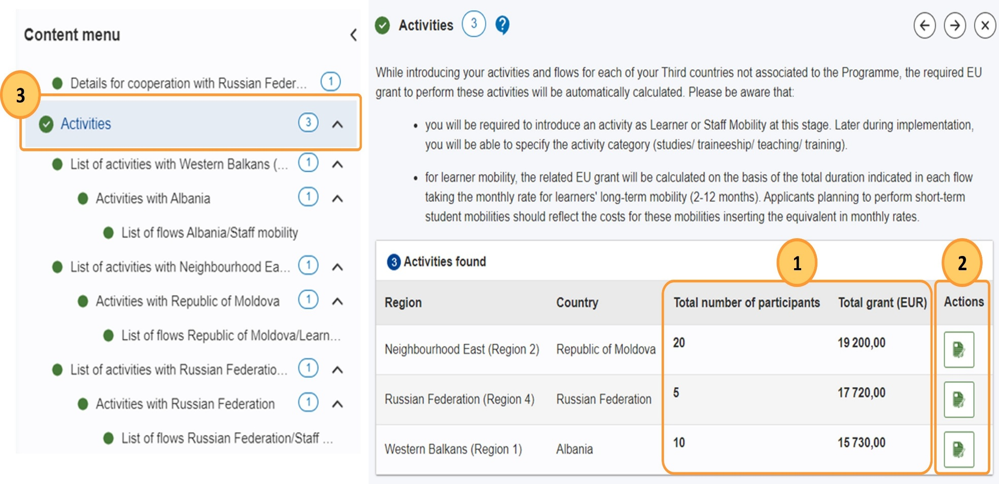 Content menu
Details for cooperation with Russian Feder... 1
3
Activities 3
List of activities with Western Balkans (... 1
Activities with Albania 1
List of flows Albania/Staff mobility
List of activities with Neighbourhood Ea... 1
Activities with Republic of Moldova 1
List of flows Republic of Moldova/Learn...
List of activities with Russian Federatio... 1
Activities with Russian Federation 1
List of flows Russian Federation/Staff ...
Activities 3 ?
While introducing your activities and flows for each of your Third countries not associated to the Programme, the required EU
grant to perform these activities will be automatically calculated. Please be aware that:
• you will be required to introduce an activity as Learner or Staff Mobility at this stage. Later during implementation,
you will be able to specify the activity category (studies/ traineeship/ teaching/ training).
• for learner mobility, the related EU grant will be calculated on the basis of the total duration indicated in each flow
taking the monthly rate for learners' long-term mobility (2-12 months). Applicants planning to perform short-term
student mobilities should reflect the costs for these mobilities inserting the equivalent in monthly rates.
3 Activities found
1
2
Region Country Total number of participants Total grant (EUR) Actions
Neighbourhood East (Region 2) Republic of Moldova 20 19 200,00
Russian Federation (Region 4) Russian Federation 5 17 720,00
Western Balkans (Region 1) Albania 10 15 730,00